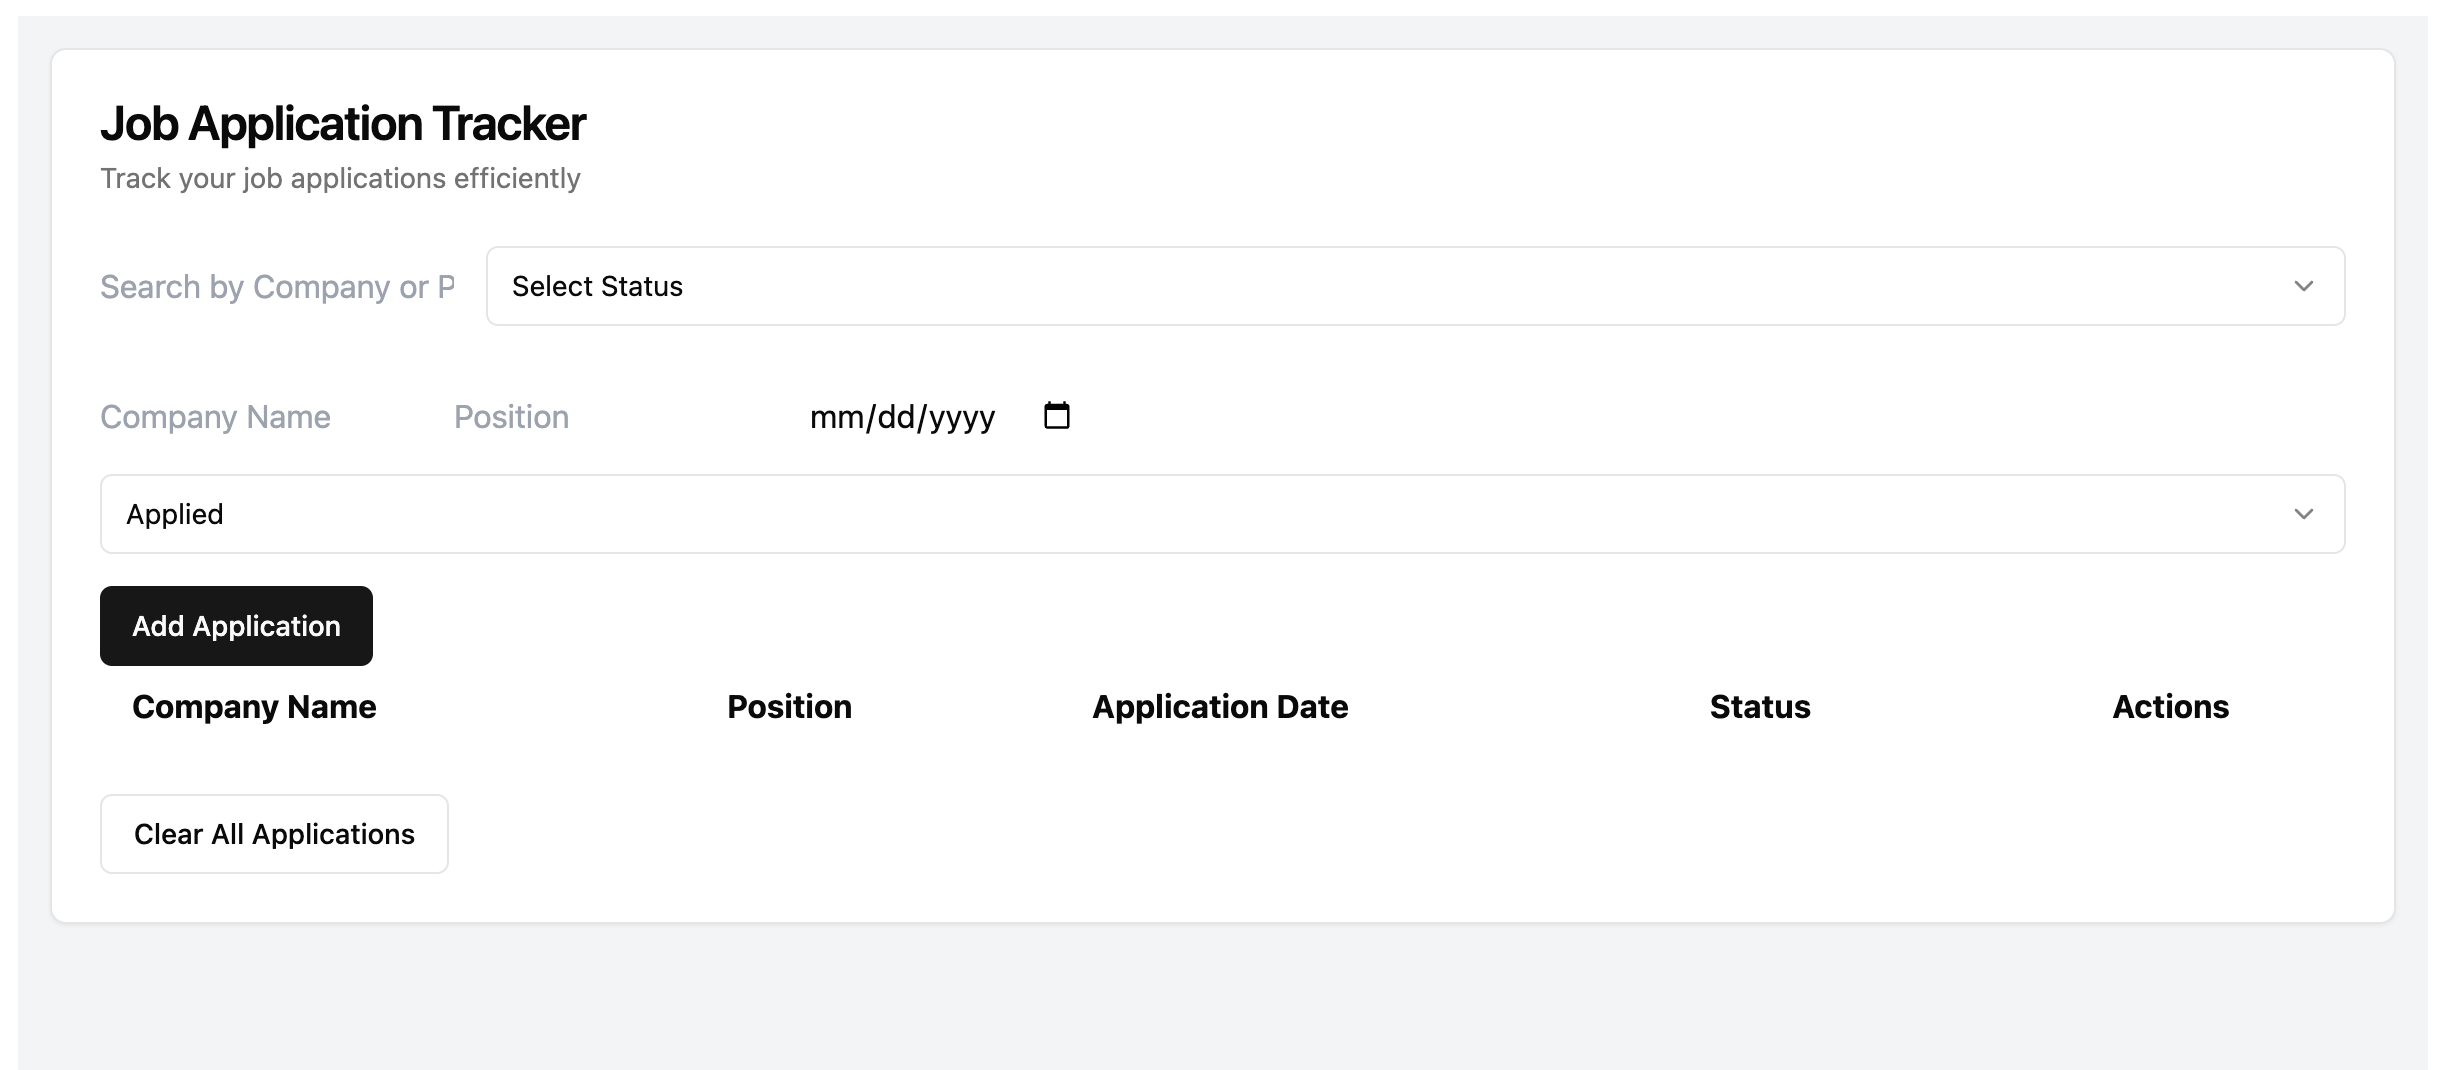 Job Application Tracker
Track your job applications efficiently
Search by Company or P Select Status
Company Name Position mm/dd/yyyy
Applied
Add Application
Company Name Position Application Date Status Actions
Clear All Applications